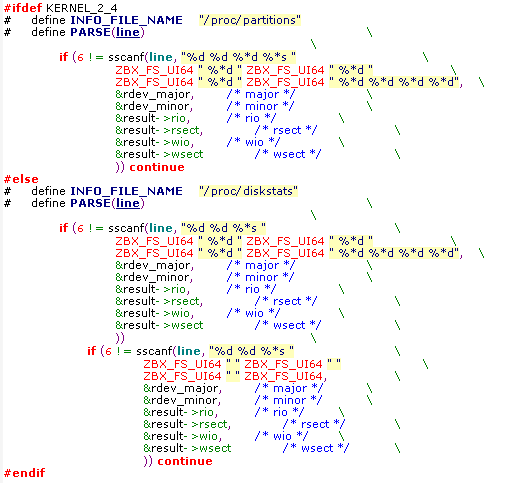 #ifdef KERNEL_2_4
#   define INFO_FILE_NAME   "/proc/partitions"
#   define PARSE(line)   \
\
if (6 != sscanf(line, "%d %d %*d %*s "   \
ZBX_FS_UI64 " %*d " ZBX_FS_UI64 " %*d "   \
ZBX_FS_UI64 " %*d " ZBX_FS_UI64 " %*d %*d %*d %*d",   \
&rdev_major,   /* major */   \
&rdev_minor,   /* minor */   \
&result->rio,   /* rio */   \
&result->rsect,   /* rsect */   \
&result->wio,   /* wio */   \
&result->wsect   /* wsect */   \
)) continue
#else
#   define INFO_FILE_NAME   "/proc/diskstats"
#   define PARSE(line)   \
\
if (6 != sscanf(line, "%d %d %*s "   \
ZBX_FS_UI64 " %*d " ZBX_FS_UI64 " %*d "   \
ZBX_FS_UI64 " %*d " ZBX_FS_UI64 " %*d %*d %*d %*d",   \
&rdev_major,   /* major */   \
&rdev_minor,   /* minor */   \
&result->rio,   /* rio */   \
&result->rsect,   /* rsect */   \
&result->wio,   /* wio */   \
&result->wsect   /* wsect */   \
))   \
if (6 != sscanf(line, "%d %d %*s "   \
ZBX_FS_UI64 " " ZBX_FS_UI64 " "   \
ZBX_FS_UI64 " " ZBX_FS_UI64,   \
&rdev_major,   /* major */   \
&rdev_minor,   /* minor */   \
&result->rio,   /* rio */   \
&result->rsect,   /* rsect */   \
&result->wio,   /* wio */   \
&result->wsect   /* wsect */   \
)) continue
#endif